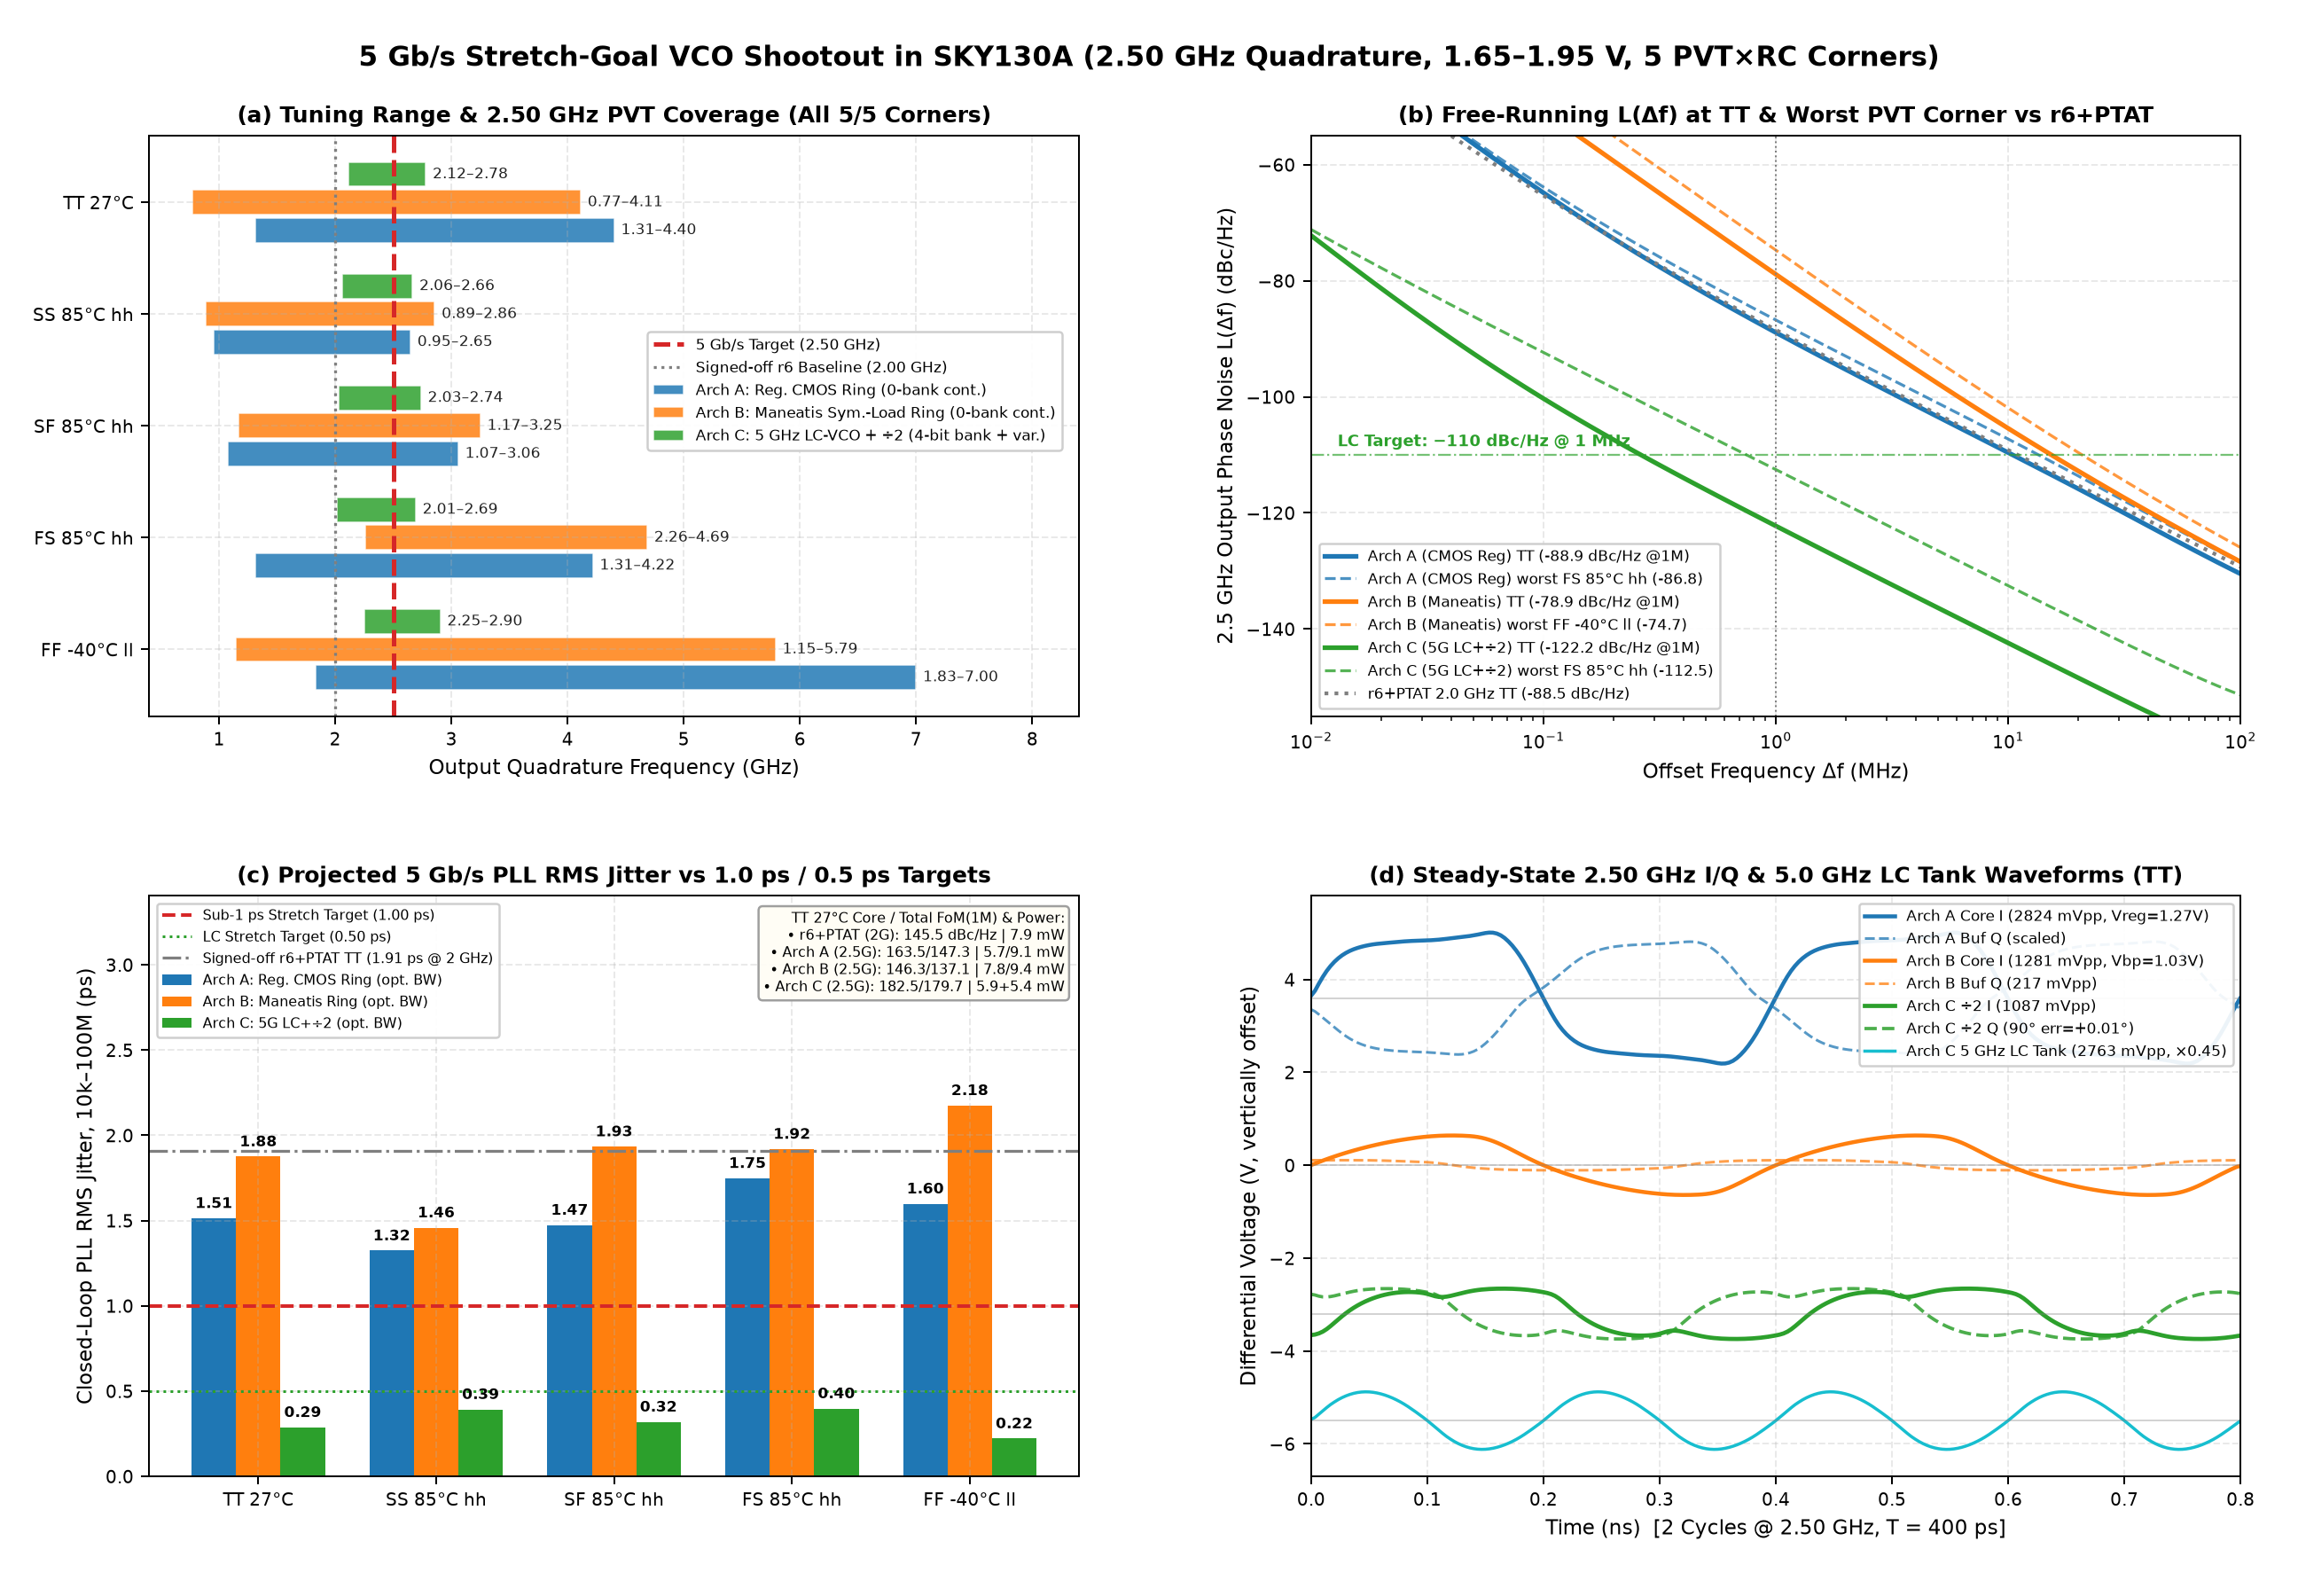 5 Gb/s Stretch-Goal VCO Shootout in SKY130A (2.50 GHz Quadrature, 1.65–1.95 V, 5 PVT×RC Corners)
(a) Tuning Range & 2.50 GHz PVT Coverage (All 5/5 Corners)
TT 27°C
SS 85°C hh
SF 85°C hh
FS 85°C hh
FF -40°C ll
2.12–2.78
0.77–4.11
1.31–4.40
2.06–2.66
0.89–2.86
0.95–2.65
2.03–2.74
1.17–3.25
1.07–3.06
2.01–2.69
2.26–4.69
1.31–4.22
2.25–2.90
1.15–5.79
1.83–7.00
5 Gb/s Target (2.50 GHz)
Signed-off r6 Baseline (2.00 GHz)
Arch A: Reg. CMOS Ring (0-bank cont.)
Arch B: Maneatis Sym.-Load Ring (0-bank cont.)
Arch C: 5 GHz LC-VCO + ÷2 (4-bit bank + var.)
1 2 3 4 5 6 7 8
Output Quadrature Frequency (GHz)
(b) Free-Running L(Δf) at TT & Worst PVT Corner vs r6+PTAT
2.5 GHz Output Phase Noise L(Δf) (dBc/Hz)
−60
−80
−100
−120
−140
LC Target: −110 dBc/Hz @ 1 MHz
Arch A (CMOS Reg) TT (-88.9 dBc/Hz @1M)
Arch A (CMOS Reg) worst FS 85°C hh (-86.8)
Arch B (Maneatis) TT (-78.9 dBc/Hz @1M)
Arch B (Maneatis) worst FF -40°C ll (-74.7)
Arch C (5G LC+÷2) TT (-122.2 dBc/Hz @1M)
Arch C (5G LC+÷2) worst FS 85°C hh (-112.5)
r6+PTAT 2.0 GHz TT (-88.5 dBc/Hz)
10⁻² 10⁻¹ 10⁰ 10¹ 10²
Offset Frequency Δf (MHz)
(c) Projected 5 Gb/s PLL RMS Jitter vs 1.0 ps / 0.5 ps Targets
Closed-Loop PLL RMS Jitter, 10k–100M (ps)
3.0
2.5
2.0
1.5
1.0
0.5
0.0
Sub-1 ps Stretch Target (1.00 ps)
LC Stretch Target (0.50 ps)
Signed-off r6+PTAT TT (1.91 ps @ 2 GHz)
Arch A: Reg. CMOS Ring (opt. BW)
Arch B: Maneatis Ring (opt. BW)
Arch C: 5G LC+÷2 (opt. BW)
TT 27°C Core / Total FoM(1M) & Power:
• r6+PTAT (2G): 145.5 dBc/Hz | 7.9 mW
• Arch A (2.5G): 163.5/147.3 | 5.7/9.1 mW
• Arch B (2.5G): 146.3/137.1 | 7.8/9.4 mW
• Arch C (2.5G): 182.5/179.7 | 5.9+5.4 mW
1.51 1.88 0.29
1.32 1.46 0.39
1.47 1.93 0.32
1.75 1.92 0.40
1.60 2.18 0.22
TT 27°C SS 85°C hh SF 85°C hh FS 85°C hh FF -40°C ll
(d) Steady-State 2.50 GHz I/Q & 5.0 GHz LC Tank Waveforms (TT)
Differential Voltage (V, vertically offset)
4
2
0
−2
−4
−6
Arch A Core I (2824 mVpp, Vreg=1.27V)
Arch A Buf Q (scaled)
Arch B Core I (1281 mVpp, Vbp=1.03V)
Arch B Buf Q (217 mVpp)
Arch C ÷2 I (1087 mVpp)
Arch C ÷2 Q (90° err=+0.01°)
Arch C 5 GHz LC Tank (2763 mVpp, ×0.45)
0.0 0.1 0.2 0.3 0.4 0.5 0.6 0.7 0.8
Time (ns) [2 Cycles @ 2.50 GHz, T = 400 ps]